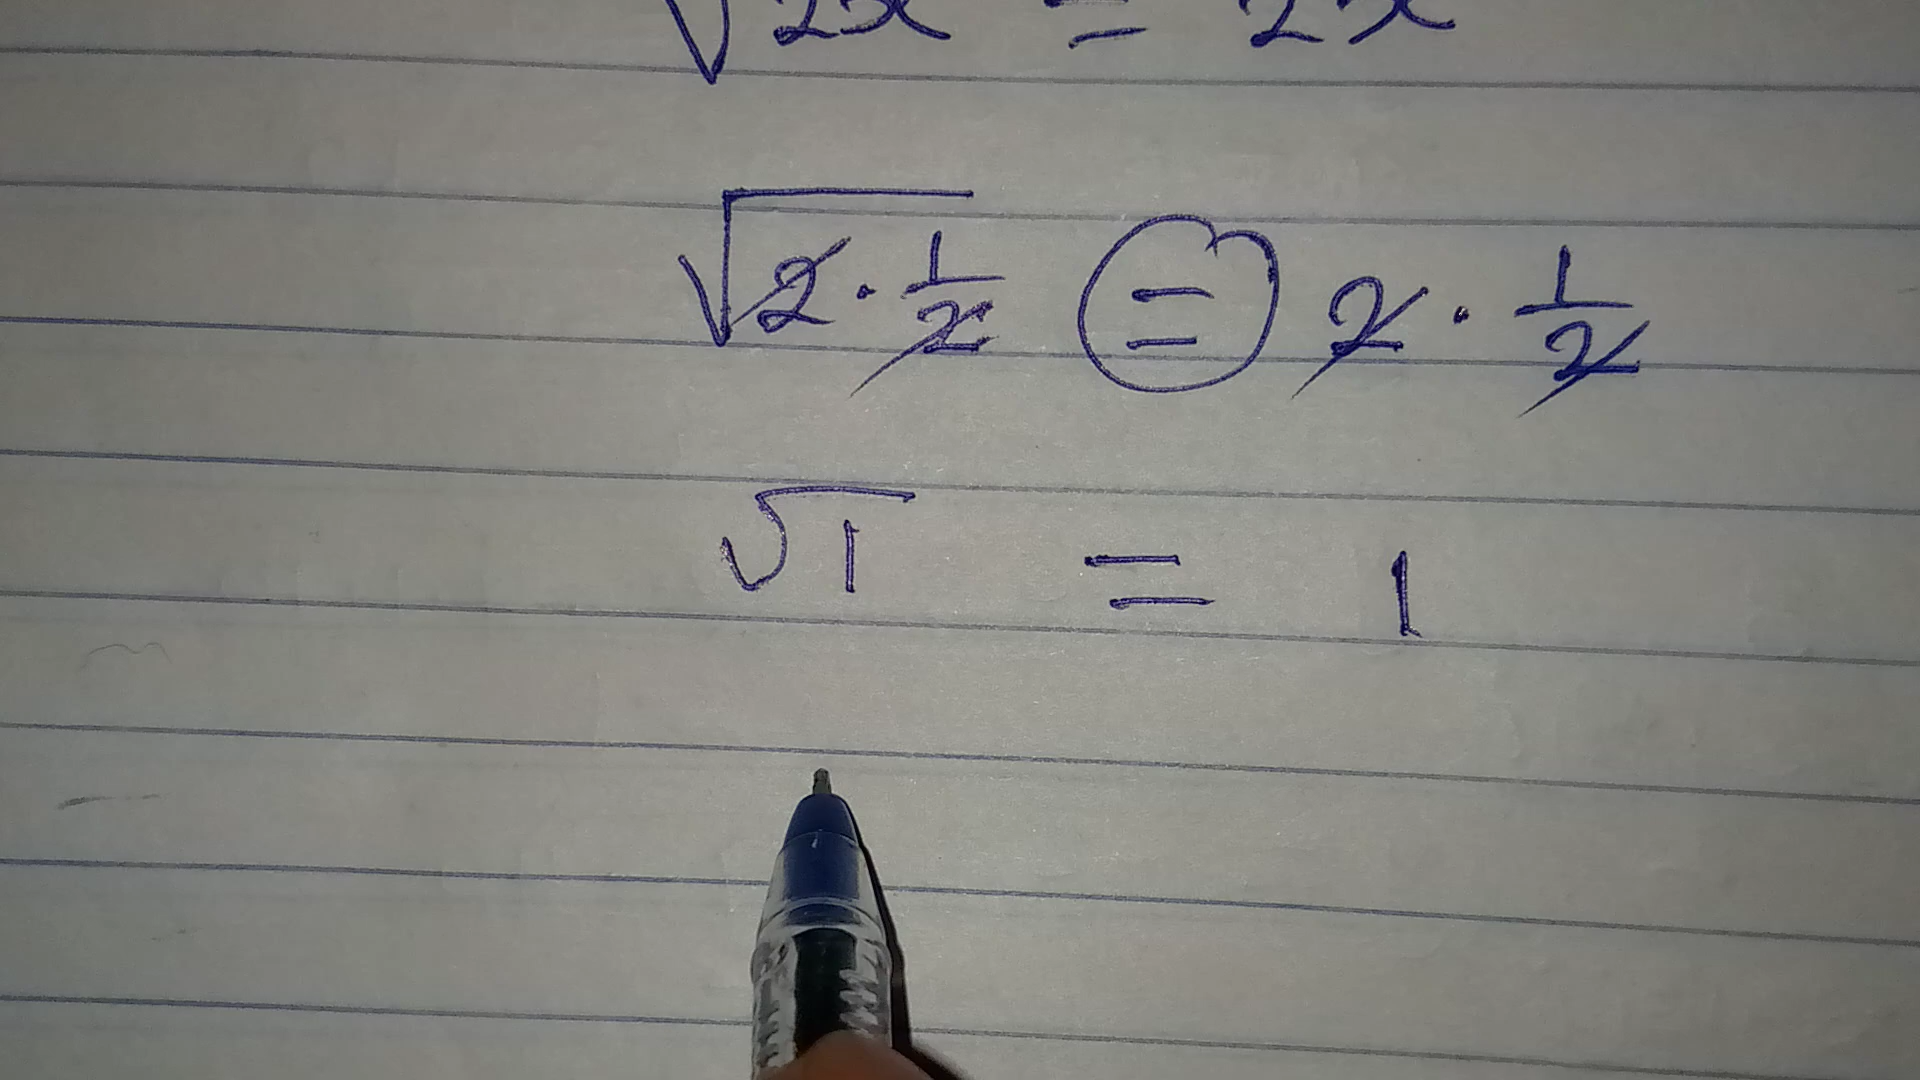 √2x = 2x
√2 · 1/2 = 2 · 1/2
√1 = 1